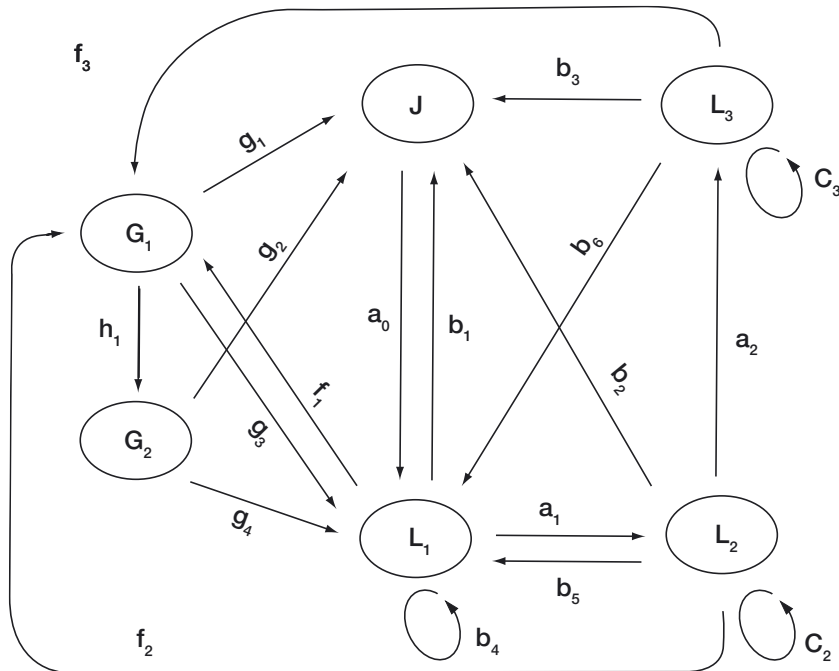 f₃
b₃
J
L₃
g₁
C₃
G₁
g₂
b₆
h₁
a₀
b₁
a₂
f₁
b₂
g₃
G₂
g₄
a₁
L₁
L₂
b₅
f₂
b₄
C₂